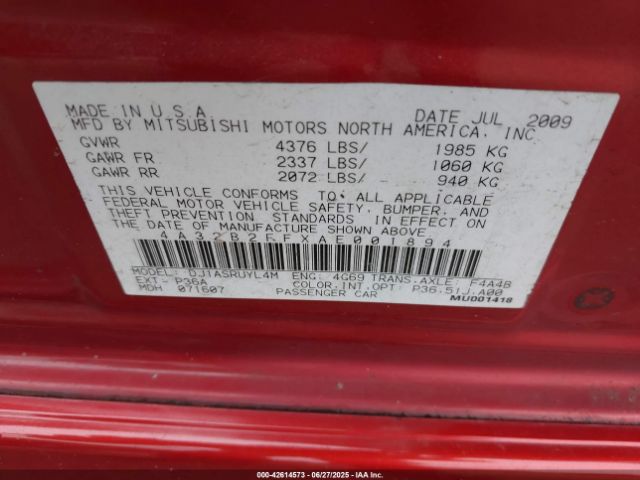 MADE IN U.S.A. DATE JUL 2009
MFD BY MITSUBISHI MOTORS NORTH AMERICA, INC
GVWR 4376 LBS/ 1985 KG
GAWR FR 2337 LBS/ 1060 KG
GAWR RR 2072 LBS/ 940 KG
THIS VEHICLE CONFORMS TO ALL APPLICABLE
FEDERAL MOTOR VEHICLE SAFETY, BUMPER, AND
THEFT PREVENTION STANDARDS IN EFFECT ON
THE DATE OF MANUFACTURE SHOWN ABOVE
4A32B2FFXAE001894
MODEL: DJ1ASRUYL4M ENG: 4G69 TRANS.AXLE: F4A4B
EXT- P36A COLOR.INT.OPT: P36.51J.A00
MDH 071607 PASSENGER CAR MU001418
000-42614573 - 06/27/2025 - IAA Inc.